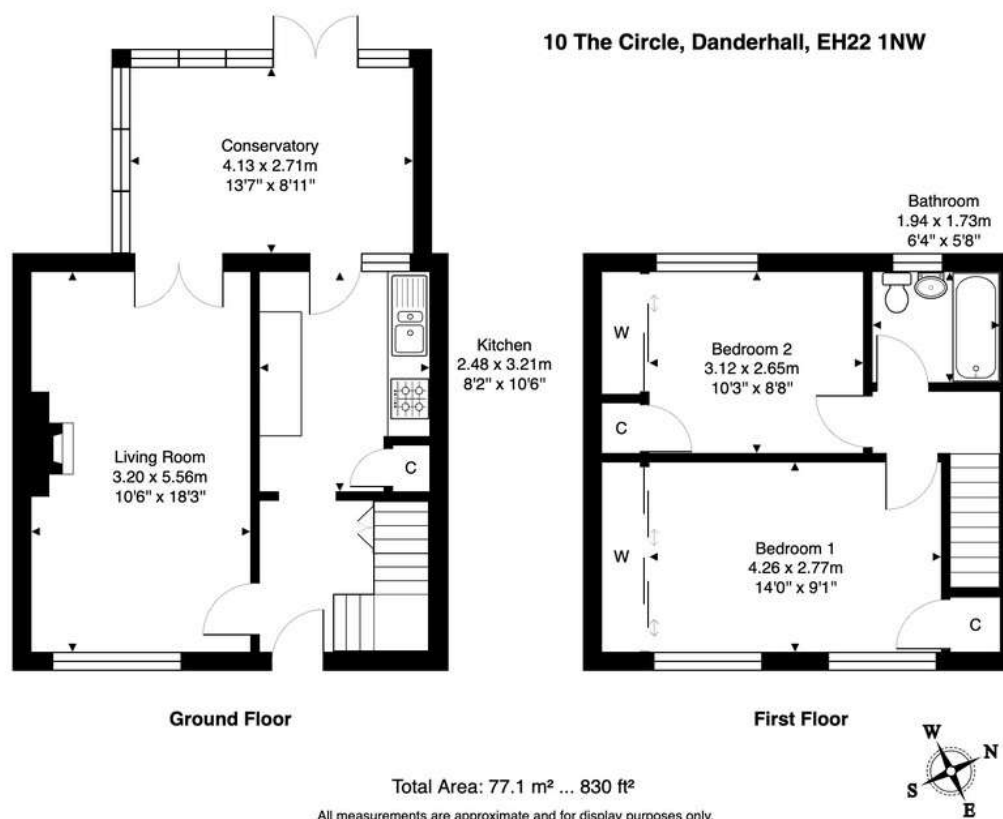 10 The Circle, Danderhall, EH22 1NW
Conservatory
4.13 x 2.71m
13'7" x 8'11"
Bathroom
1.94 x 1.73m
6'4" x 5'8"
Kitchen
2.48 x 3.21m
8'2" x 10'6"
W
Bedroom 2
3.12 x 2.65m
10'3" x 8'8"
C
C
Living Room
3.20 x 5.56m
10'6" x 18'3"
W
Bedroom 1
4.26 x 2.77m
14'0" x 9'1"
C
Ground Floor
First Floor
W
N
S
E
Total Area: 77.1 m² ... 830 ft²
All measurements are approximate and for display purposes only.